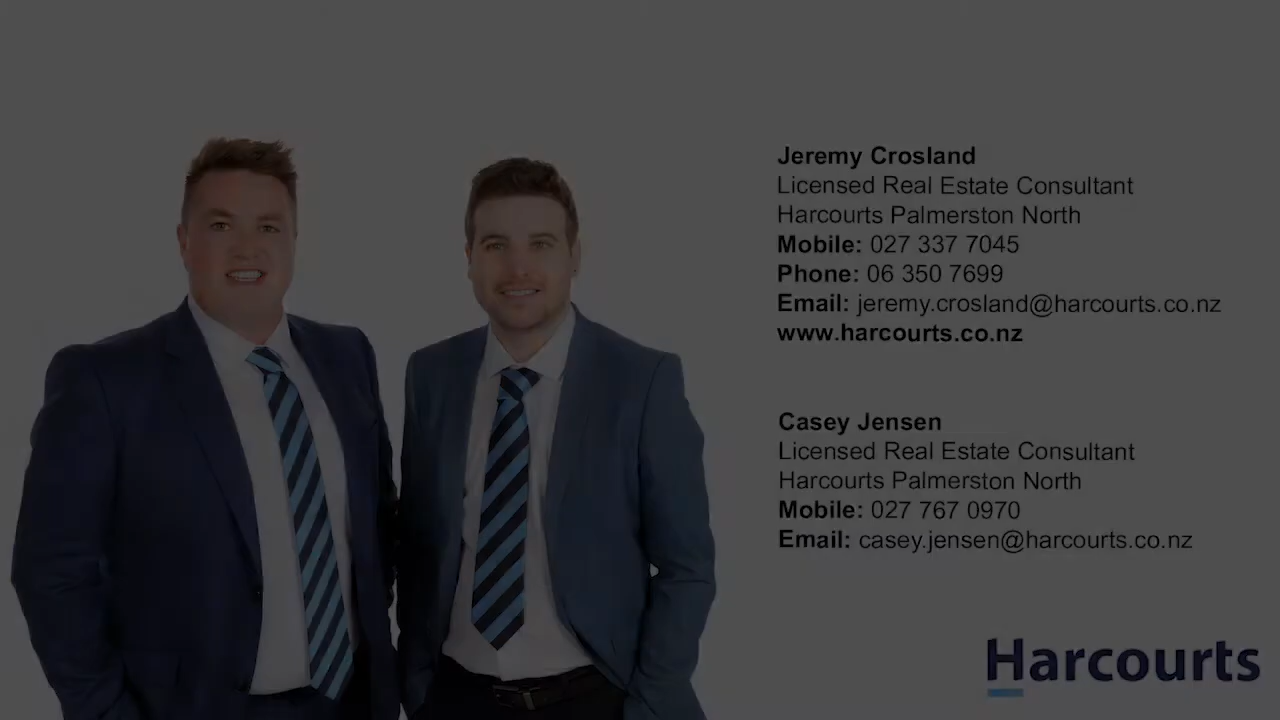 Jeremy Crosland
Licensed Real Estate Consultant
Harcourts Palmerston North
Mobile: 027 337 7045
Phone: 06 350 7699
Email: jeremy.crosland@harcourts.co.nz
www.harcourts.co.nz
Casey Jensen
Licensed Real Estate Consultant
Harcourts Palmerston North
Mobile: 027 767 0970
Email: casey.jensen@harcourts.co.nz
Harcourts